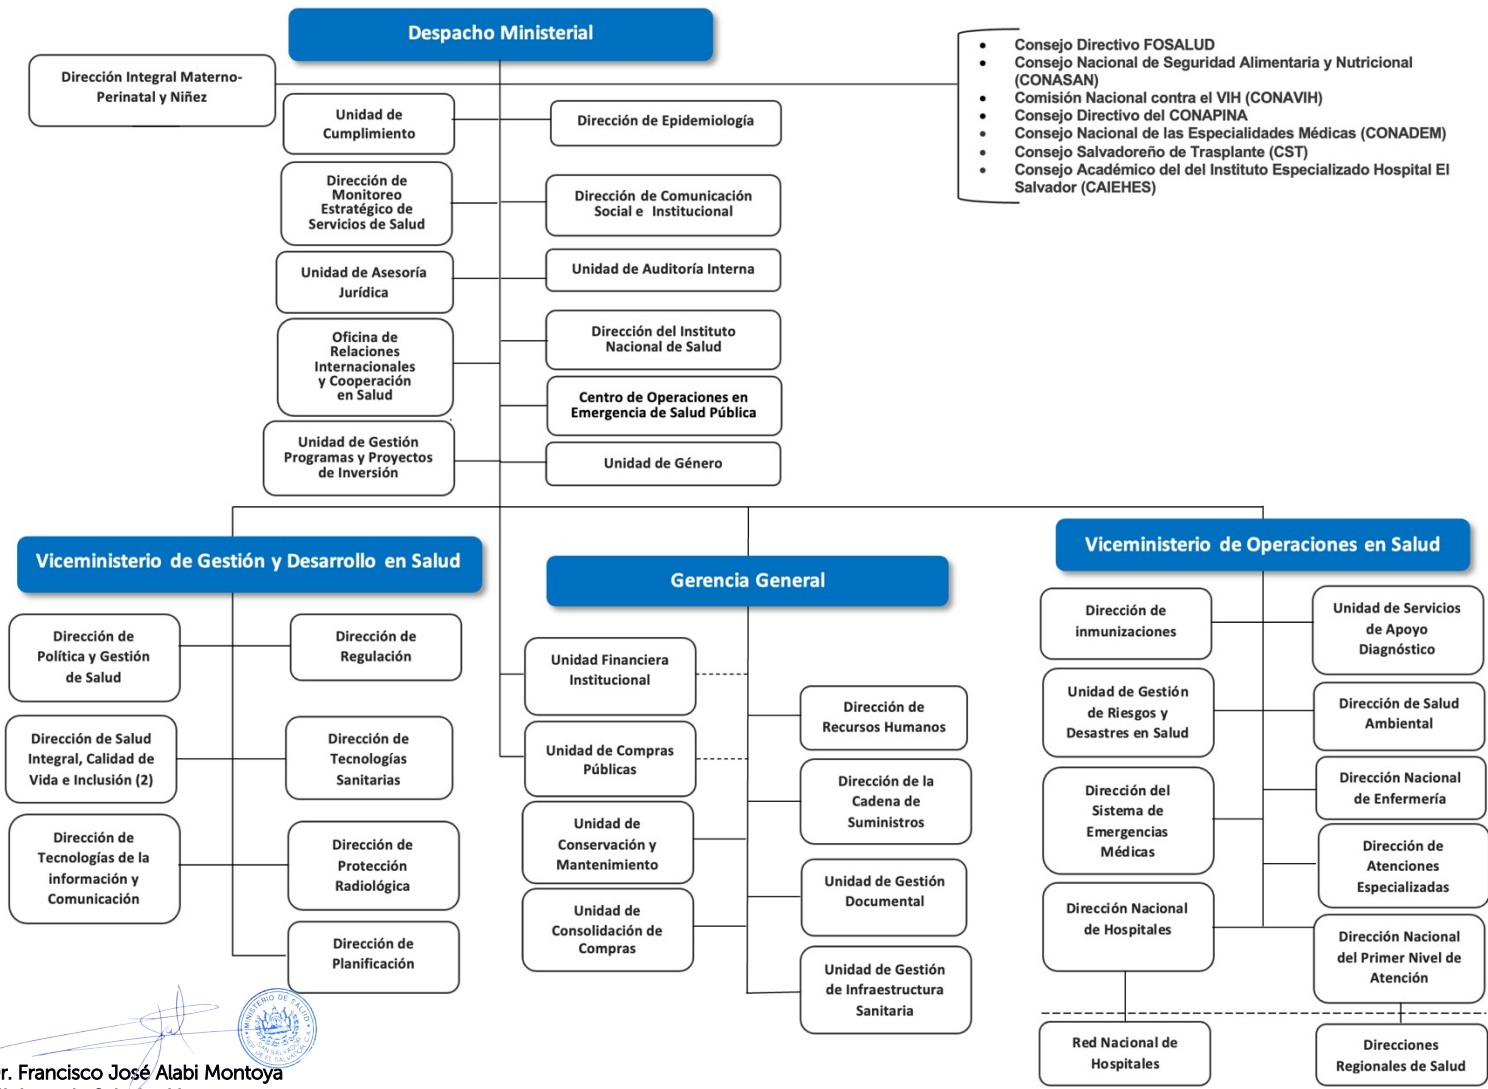 Despacho Ministerial
Dirección Integral Materno-
Perinatal y Niñez
• Consejo Directivo FOSALUD
• Consejo Nacional de Seguridad Alimentaria y Nutricional
(CONASAN)
• Comisión Nacional contra el VIH (CONAVIH)
• Consejo Directivo del CONAPINA
• Consejo Nacional de las Especialidades Médicas (CONADEM)
• Consejo Salvadoreño de Trasplante (CST)
• Consejo Académico del del Instituto Especializado Hospital El
Salvador (CAIEHES)
Unidad de
Cumplimiento
Dirección de Epidemiología
Dirección de
Monitoreo
Estratégico de
Servicios de Salud
Dirección de Comunicación
Social e Institucional
Unidad de Asesoría
Jurídica
Unidad de Auditoría Interna
Oficina de
Relaciones
Internacionales
y Cooperación
en Salud
Dirección del Instituto
Nacional de Salud
Centro de Operaciones en
Emergencia de Salud Pública
Unidad de Gestión
Programas y Proyectos
de Inversión
Unidad de Género
Viceministerio de Gestión y Desarrollo en Salud
Dirección de
Política y Gestión
de Salud
Dirección de
Regulación
Dirección de Salud
Integral, Calidad de
Vida e Inclusión (2)
Dirección de
Tecnologías
Sanitarias
Dirección de
Tecnologías de la
información y
Comunicación
Dirección de
Protección
Radiológica
Dirección de
Planificación
Gerencia General
Unidad Financiera
Institucional
Dirección de
Recursos Humanos
Unidad de Compras
Públicas
Dirección de la
Cadena de
Suministros
Unidad de
Conservación y
Mantenimiento
Unidad de Gestión
Documental
Unidad de
Consolidación de
Compras
Unidad de Gestión
de Infraestructura
Sanitaria
Viceministerio de Operaciones en Salud
Dirección de
inmunizaciones
Unidad de Servicios
de Apoyo
Diagnóstico
Unidad de Gestión
de Riesgos y
Desastres en Salud
Dirección de Salud
Ambiental
Dirección del
Sistema de
Emergencias
Médicas
Dirección Nacional
de Enfermería
Dirección de
Atenciones
Especializadas
Dirección Nacional
de Hospitales
Dirección Nacional
del Primer Nivel de
Atención
Red Nacional de
Hospitales
Direcciones
Regionales de Salud
MINISTERIO DE SALUD
REP. DE EL SALVADOR, C.A.
SAN SALVADOR
r. Francisco José Alabi Montoya